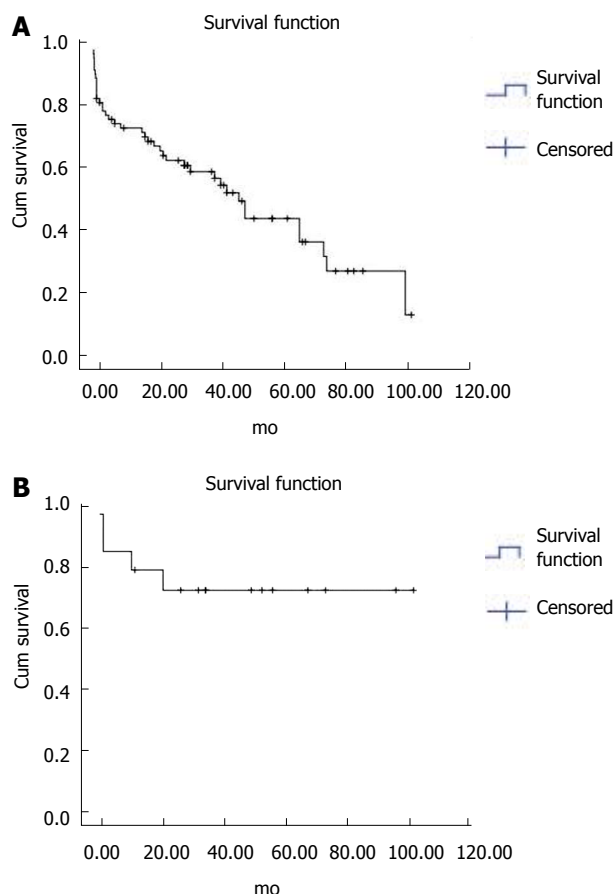 A
Survival function
1.0
0.8
0.6
0.4
0.2
0.0
Cum survival
0.00 20.00 40.00 60.00 80.00 100.00 120.00
mo
Survival
function
Censored
B
Survival function
1.0
0.8
0.6
0.4
0.2
0.0
Cum survival
0.00 20.00 40.00 60.00 80.00 100.00 120.00
mo
Survival
function
Censored